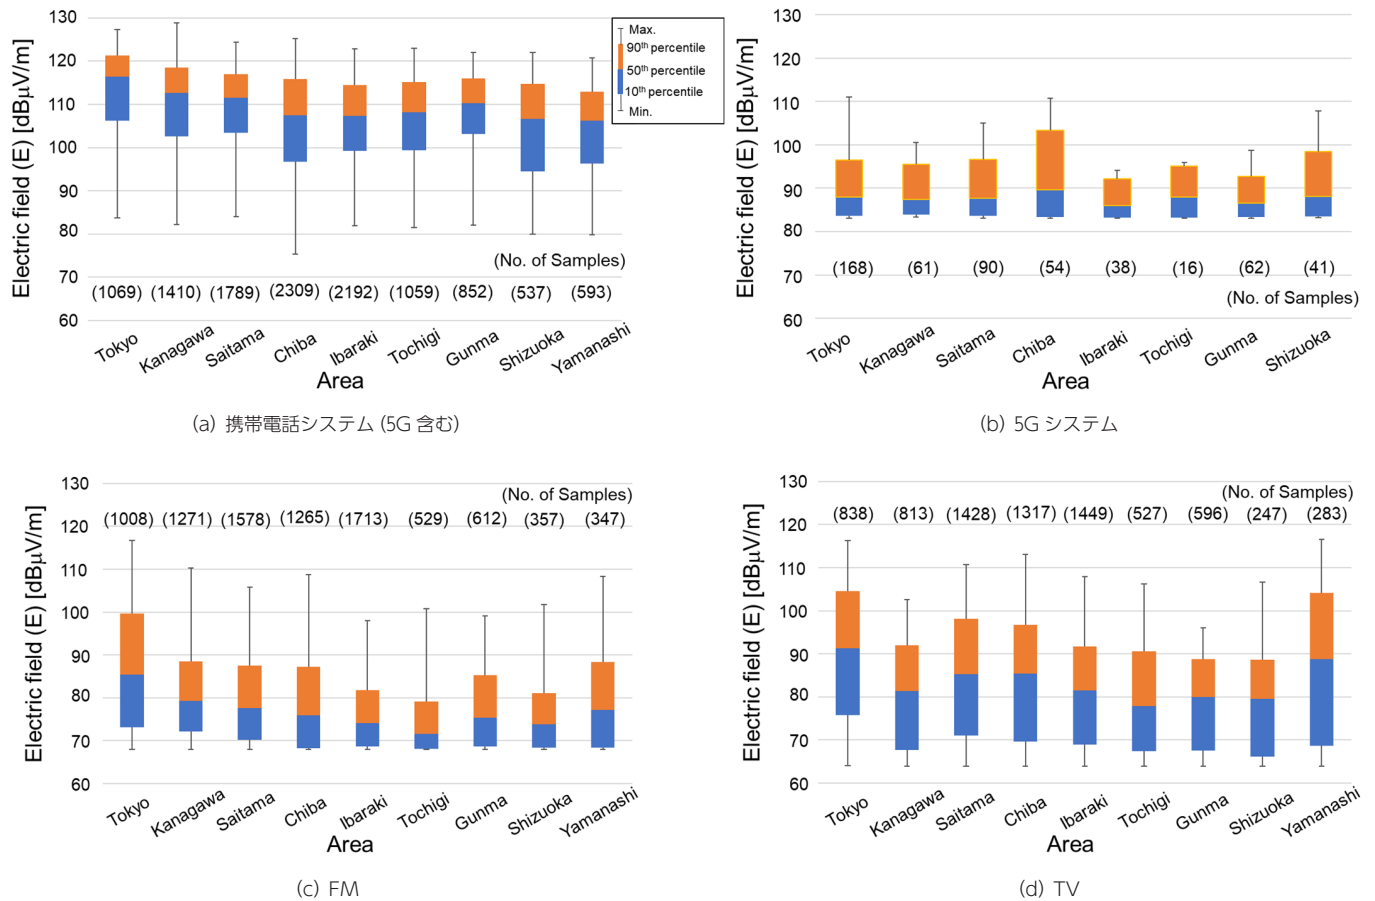 130
120
110
100
90
80
70
60
Electric field (E) [dBµV/m]
Max.
90th percentile
50th percentile
10th percentile
Min.
(No. of Samples)
(1069) (1410) (1789) (2309) (2192) (1059) (852) (537) (593)
Tokyo Kanagawa Saitama Chiba Ibaraki Tochigi Gunma Shizuoka Yamanashi
Area
(a) 携帯電話システム (5G 含む)
130
120
110
100
90
80
70
60
Electric field (E) [dBµV/m]
(168) (61) (90) (54) (38) (16) (62) (41)
(No. of Samples)
Tokyo Kanagawa Saitama Chiba Ibaraki Tochigi Gunma Shizuoka
Area
(b) 5G システム
130
120
110
100
90
80
70
60
Electric field (E) [dBµV/m]
(No. of Samples)
(1008) (1271) (1578) (1265) (1713) (529) (612) (357) (347)
Tokyo Kanagawa Saitama Chiba Ibaraki Tochigi Gunma Shizuoka Yamanashi
Area
(c) FM
130
120
110
100
90
80
70
60
Electric field (E) [dBµV/m]
(No. of Samples)
(838) (813) (1428) (1317) (1449) (527) (596) (247) (283)
Tokyo Kanagawa Saitama Chiba Ibaraki Tochigi Gunma Shizuoka Yamanashi
Area
(d) TV